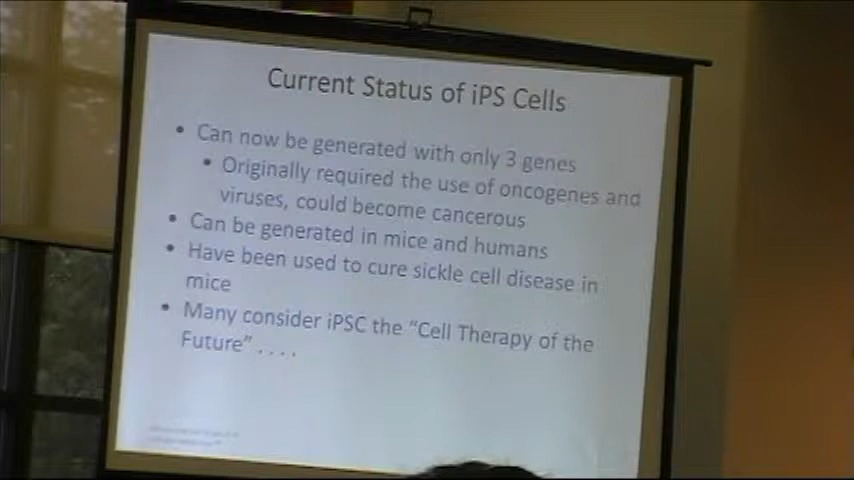 Current Status of iPS Cells
• Can now be generated with only 3 genes
• Originally required the use of oncogenes and
viruses, could become cancerous
• Can be generated in mice and humans
• Have been used to cure sickle cell disease in
mice
• Many consider iPSC the “Cell Therapy of the
Future” . . . .